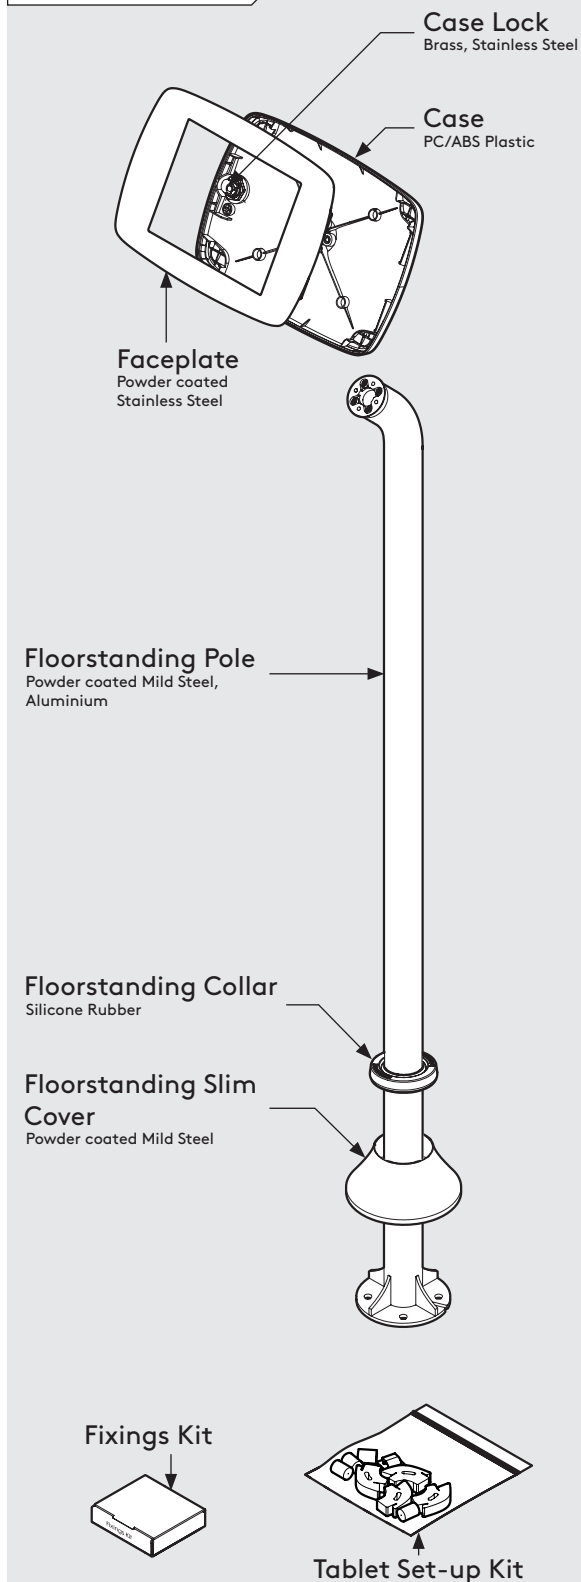 Case Lock
Brass, Stainless Steel
Case
PC/ABS Plastic
Faceplate
Powder coated
Stainless Steel
Floorstanding Pole
Powder coated Mild Steel,
Aluminium
Floorstanding Collar
Silicone Rubber
Floorstanding Slim
Cover
Powder coated Mild Steel
Fixings Kit
Fixings Kit
Tablet Set-up Kit